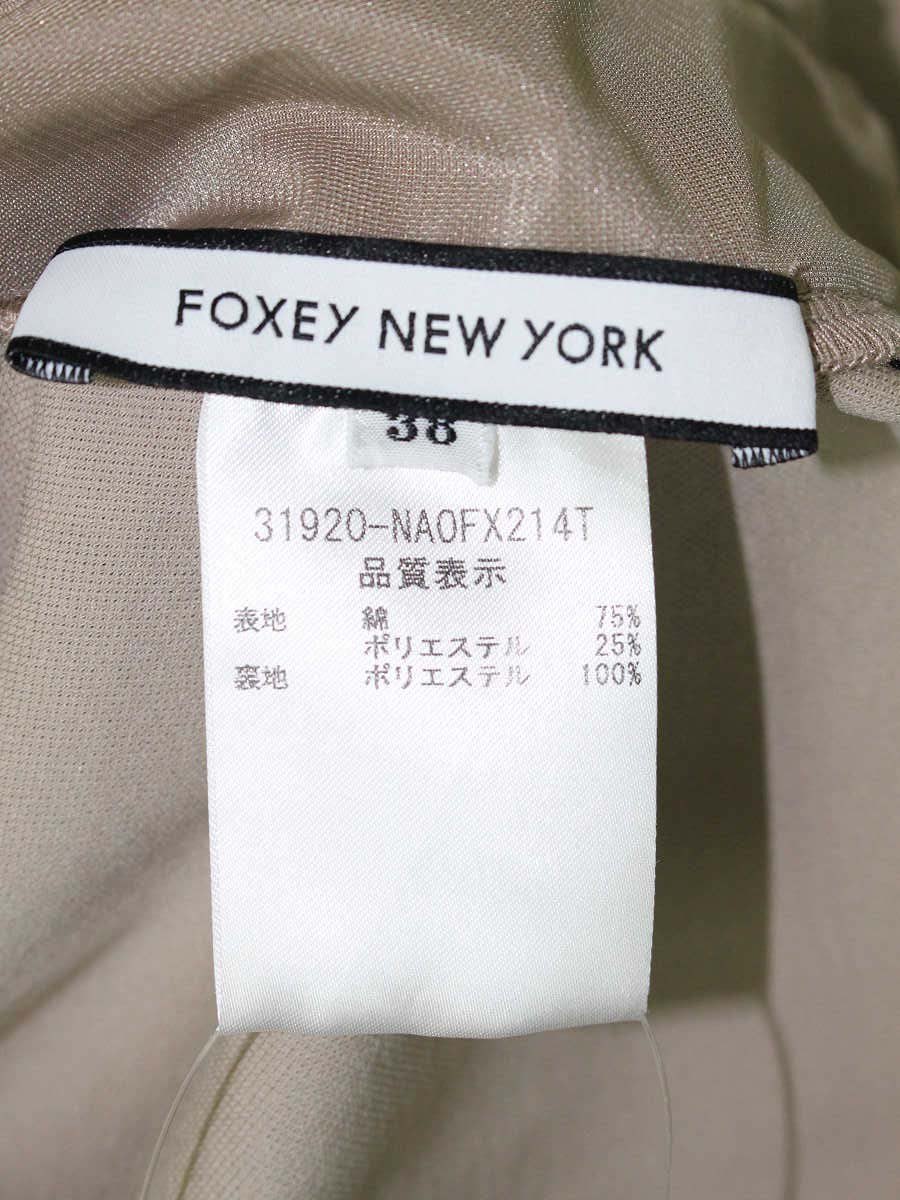 FOXEY NEW YORK
38
31920-NA0FX214T
品質表示
表地 綿 75%
ポリエステル 25%
裏地 ポリエステル 100%